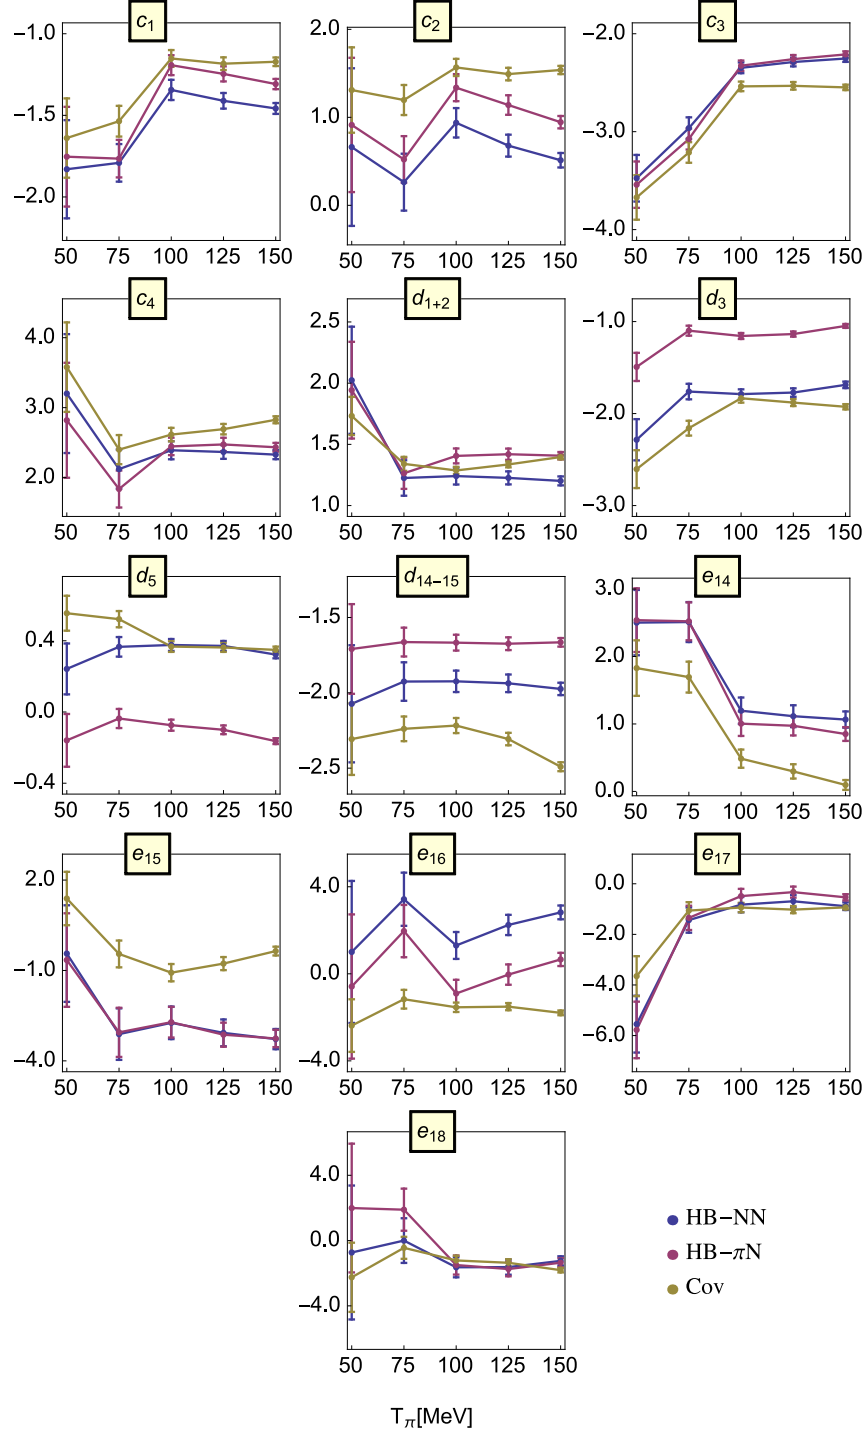 c1 c2 c3
−1.0 −1.5 −2.0
2.0 1.0 0.0
−2.0 −3.0 −4.0
50 75 100 125 150 50 75 100 125 150 50 75 100 125 150
c4 d1+2 d3
4.0 3.0 2.0
2.5 2.0 1.5 1.0
−1.0 −2.0 −3.0
50 75 100 125 150 50 75 100 125 150 50 75 100 125 150
d5 d14−15 e14
0.4 0.0 −0.4
−1.5 −2.0 −2.5
3.0 2.0 1.0 0.0
50 75 100 125 150 50 75 100 125 150 50 75 100 125 150
e15 e16 e17
2.0 −1.0 −4.0
4.0 0.0 −4.0
0.0 −2.0 −4.0 −6.0
50 75 100 125 150 50 75 100 125 150 50 75 100 125 150
e18
4.0 0.0 −4.0
50 75 100 125 150
HB−NN
HB−πN
Cov
Tπ[MeV]